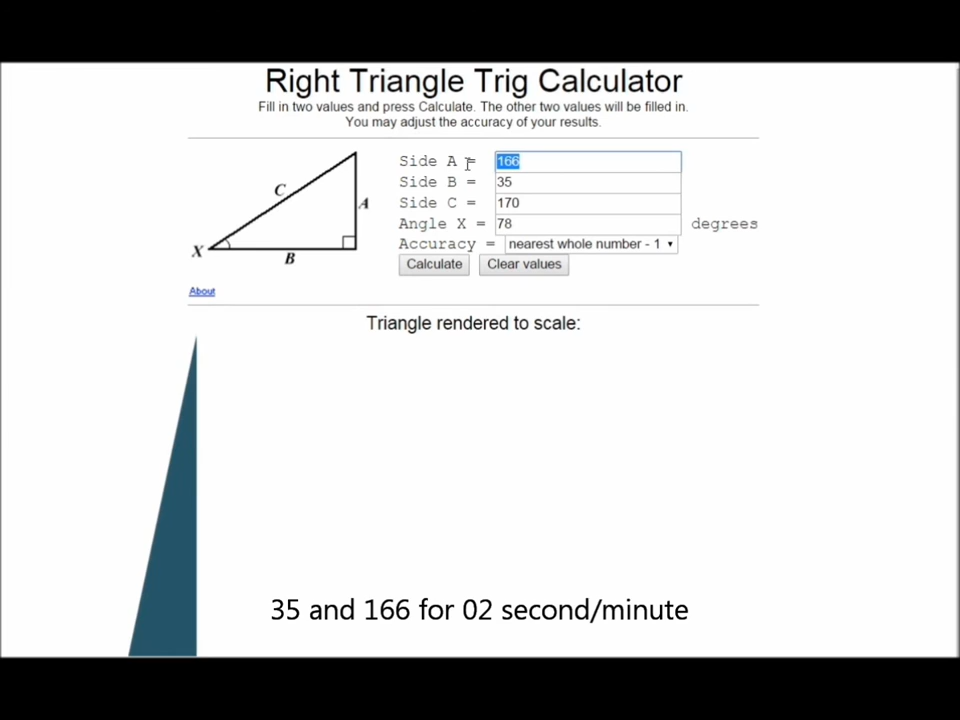 Right Triangle Trig Calculator
Fill in two values and press Calculate. The other two values will be filled in.
You may adjust the accuracy of your results.
C
A
X
B
Side A = 166
Side B = 35
Side C = 170
Angle X = 78 degrees
Accuracy = nearest whole number - 1
Calculate Clear values
About
Triangle rendered to scale:
35 and 166 for 02 second/minute